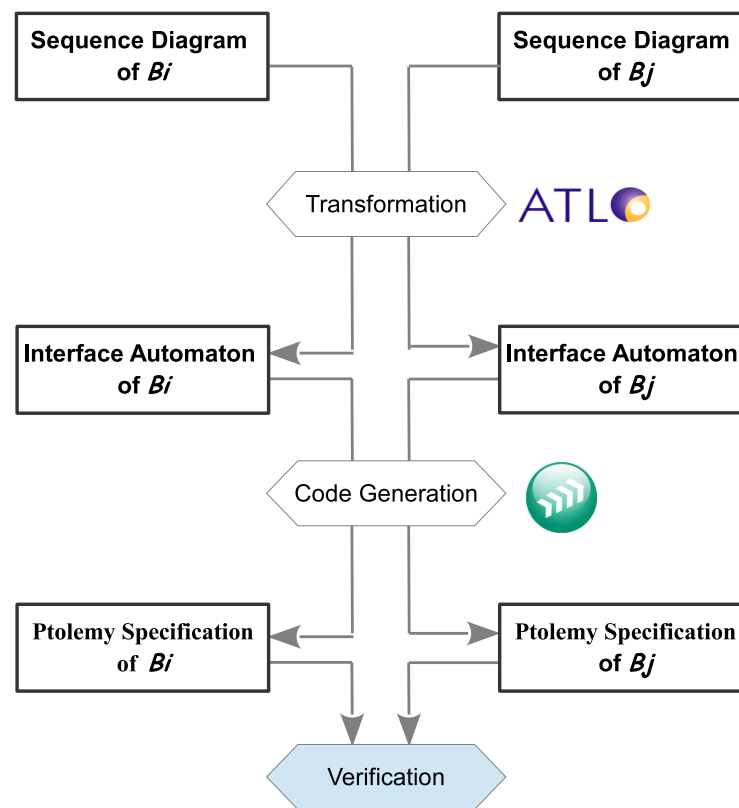 Sequence Diagram
of Bi
Sequence Diagram
of Bj
Transformation
ATL
Interface Automaton
of Bi
Interface Automaton
of Bj
Code Generation
Ptolemy Specification
of Bi
Ptolemy Specification
of Bj
Verification